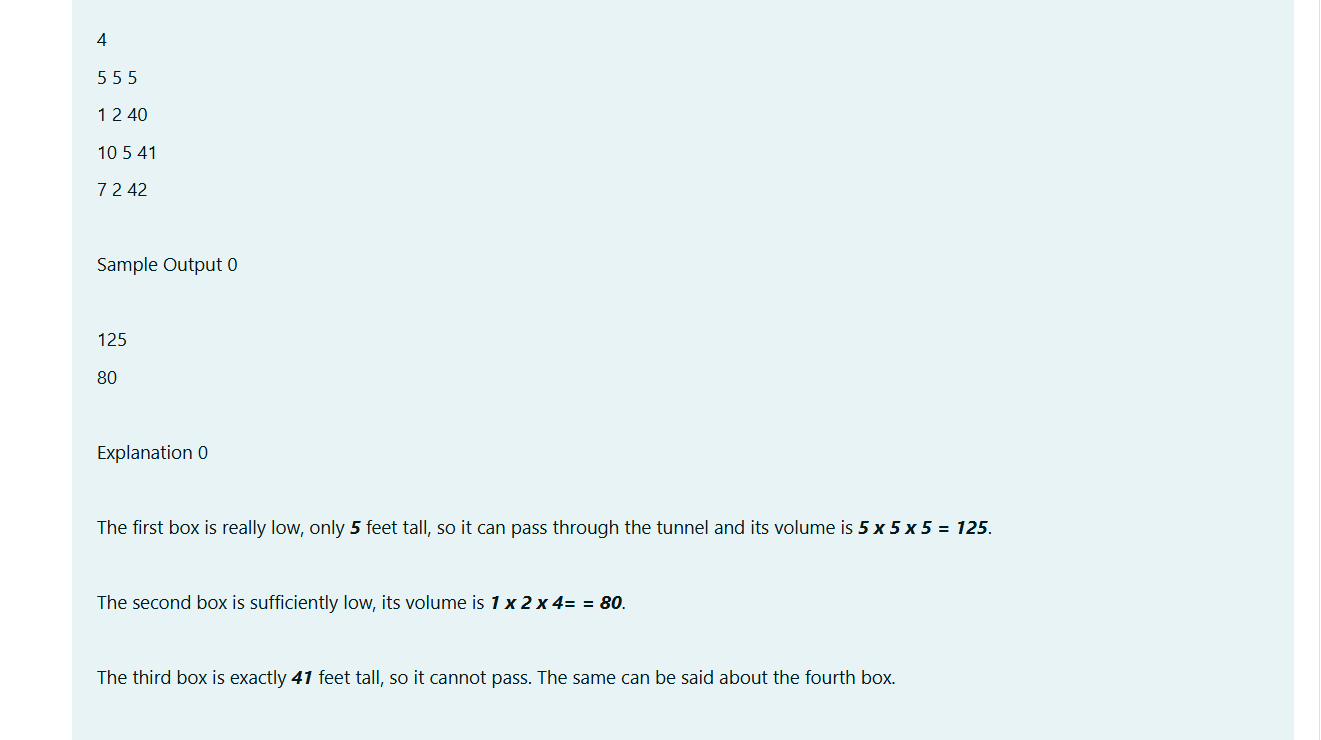 4
5 5 5
1 2 40
10 5 41
7 2 42
Sample Output 0
125
80
Explanation 0
The first box is really low, only 5 feet tall, so it can pass through the tunnel and its volume is 5 x 5 x 5 = 125.
The second box is sufficiently low, its volume is 1 x 2 x 4= = 80.
The third box is exactly 41 feet tall, so it cannot pass. The same can be said about the fourth box.